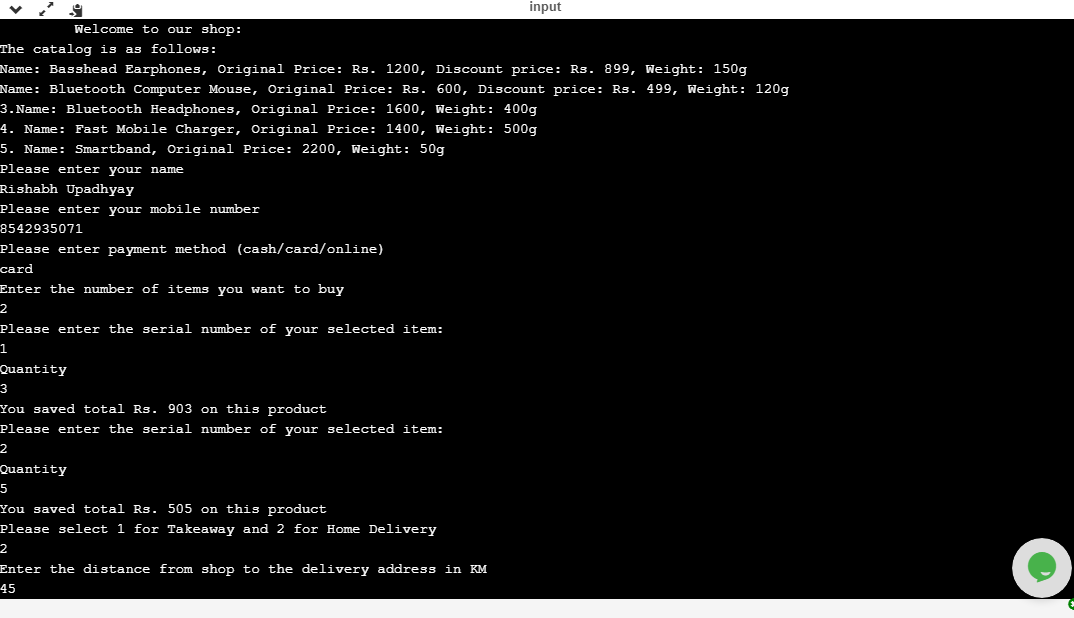 input
Welcome to our shop:
The catalog is as follows:
Name: Basshead Earphones, Original Price: Rs. 1200, Discount price: Rs. 899, Weight: 150g
Name: Bluetooth Computer Mouse, Original Price: Rs. 600, Discount price: Rs. 499, Weight: 120g
3.Name: Bluetooth Headphones, Original Price: 1600, Weight: 400g
4. Name: Fast Mobile Charger, Original Price: 1400, Weight: 500g
5. Name: Smartband, Original Price: 2200, Weight: 50g
Please enter your name
Rishabh Upadhyay
Please enter your mobile number
8542935071
Please enter payment method (cash/card/online)
card
Enter the number of items you want to buy
2
Please enter the serial number of your selected item:
1
Quantity
3
You saved total Rs. 903 on this product
Please enter the serial number of your selected item:
2
Quantity
5
You saved total Rs. 505 on this product
Please select 1 for Takeaway and 2 for Home Delivery
2
Enter the distance from shop to the delivery address in KM
45